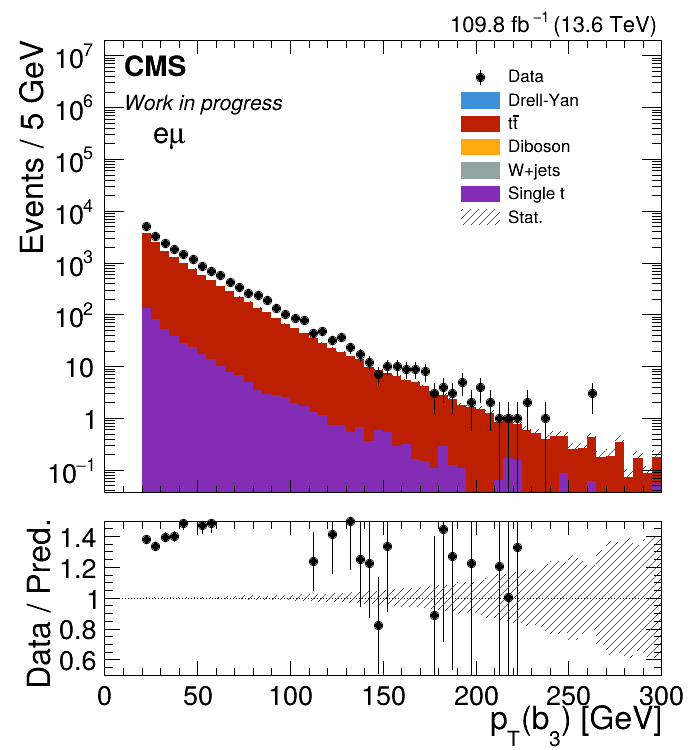 109.8 fb⁻¹ (13.6 TeV)
CMS
Work in progress
eμ
Data
Drell-Yan
tt̄
Diboson
W+jets
Single t
Stat.
Events / 5 GeV
10⁷
10⁶
10⁵
10⁴
10³
10²
10
1
10⁻¹
Data / Pred.
1.4
1.2
1
0.8
0.6
0 50 100 150 200 250 300
p_T(b_3) [GeV]